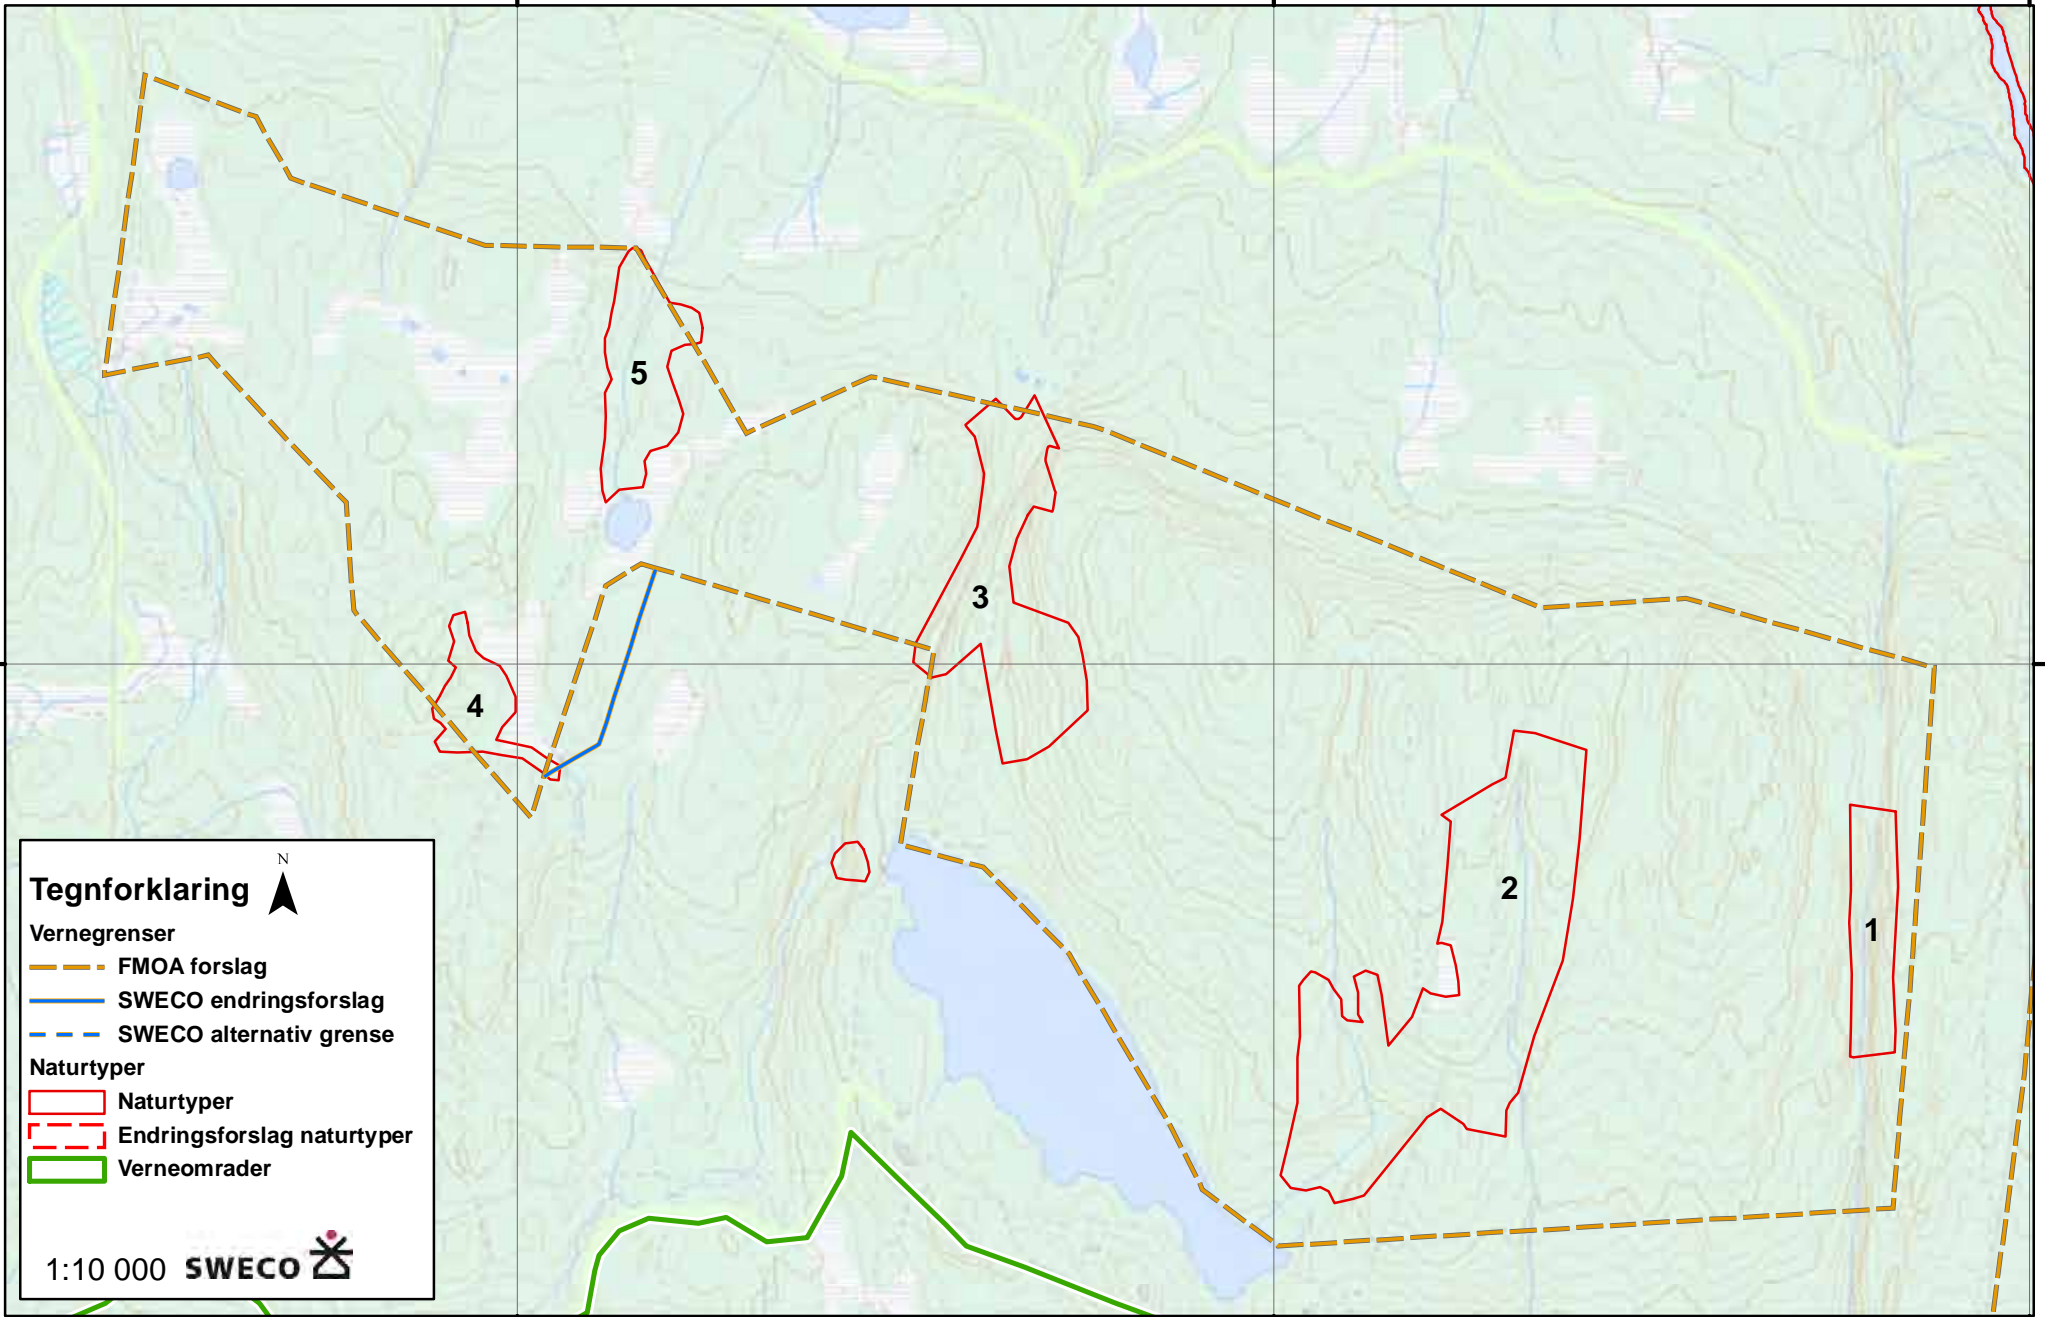 5
3
4
2
1
N
Tegnforklaring
Vernegrenser
FMOA forslag
SWECO endringsforslag
SWECO alternativ grense
Naturtyper
Naturtyper
Endringsforslag naturtyper
Verneomrader
1:10 000 SWECO